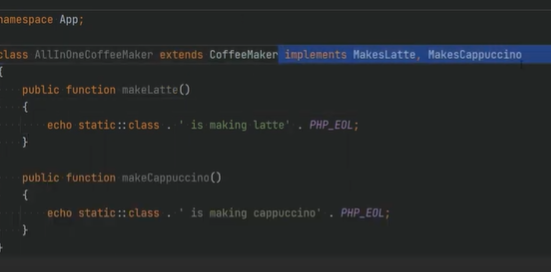 namespace App;
class AllInOneCoffeeMaker extends CoffeeMaker implements MakesLatte, MakesCappuccino
{
public function makeLatte()
{
echo static::class . ' is making latte' . PHP_EOL;
}
public function makeCappuccino()
{
echo static::class . ' is making cappuccino' . PHP_EOL;
}
}